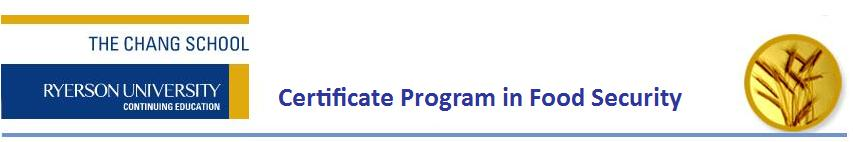 THE CHANG SCHOOL
RYERSON UNIVERSITY
CONTINUING EDUCATION
Certificate Program in Food Security